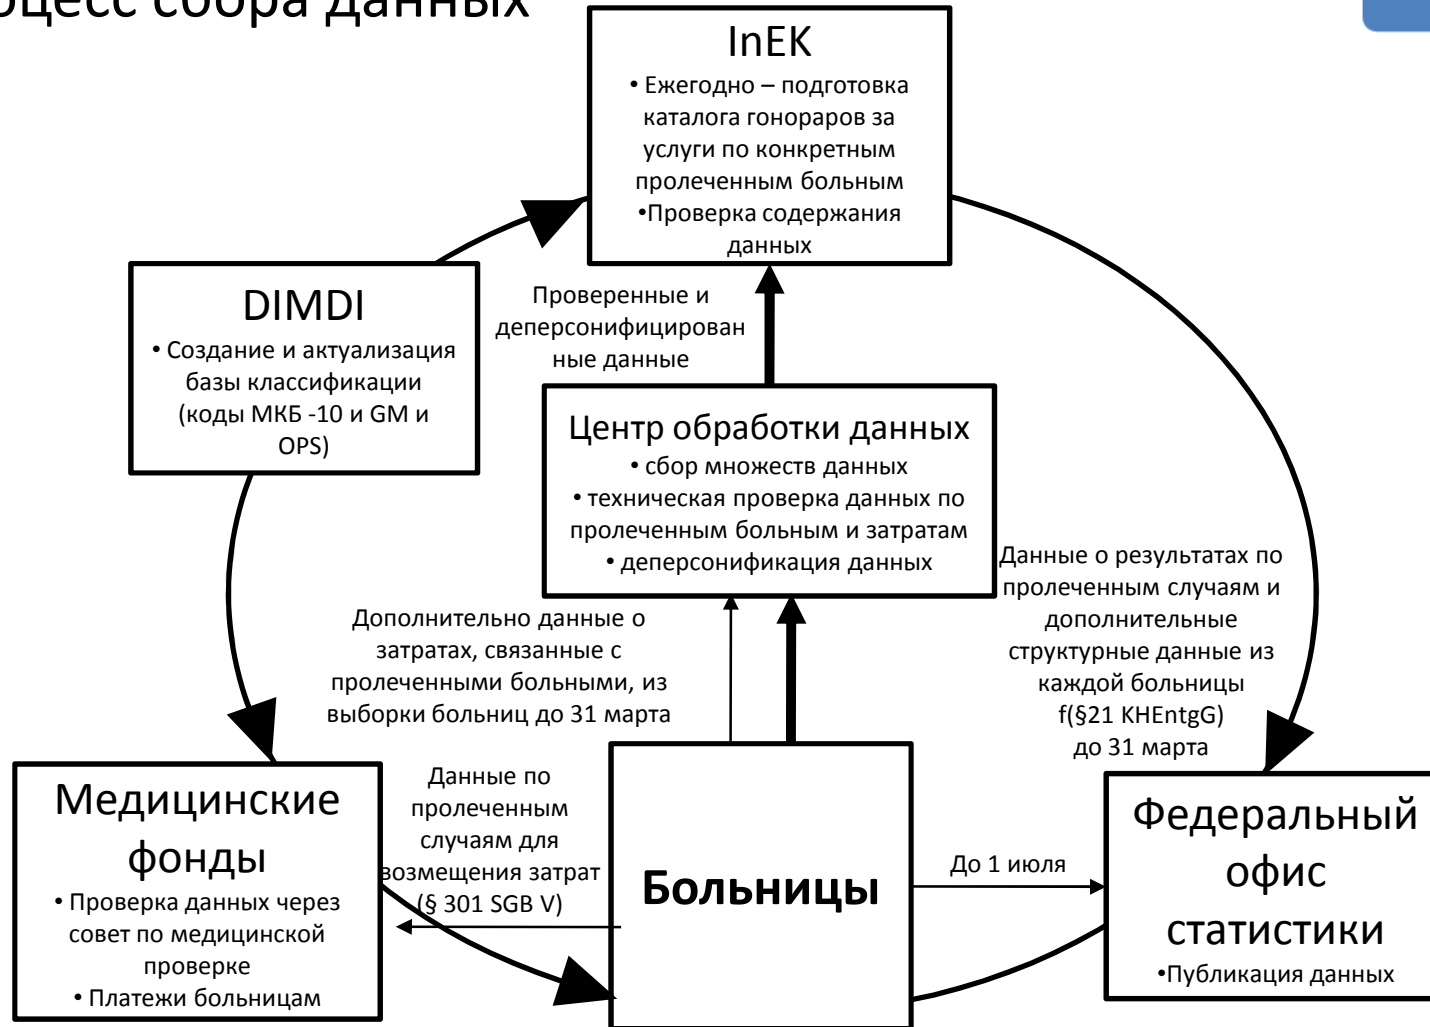 оцесс сбора данных
InEK
• Ежегодно – подготовка
каталога гонораров за
услуги по конкретным
пролеченным больным
•Проверка содержания
данных
DIMDI
• Создание и актуализация
базы классификации
(коды МКБ -10 и GM и
OPS)
Проверенные и
деперсонифицирован
ные данные
Центр обработки данных
• сбор множеств данных
• техническая проверка данных по
пролеченным больным и затратам
• деперсонификация данных
Дополнительно данные о
затратах, связанные с
пролеченными больными, из
выборки больниц до 31 марта
Данные о результатах по
пролеченным случаям и
дополнительные
структурные данные из
каждой больницы
f(§21 KHEntgG)
до 31 марта
Медицинские
фонды
• Проверка данных через
совет по медицинской
проверке
• Платежи больницам
Данные по
пролеченным
случаям для
возмещения затрат
(§ 301 SGB V)
Больницы
До 1 июля
Федеральный
офис
статистики
•Публикация данных